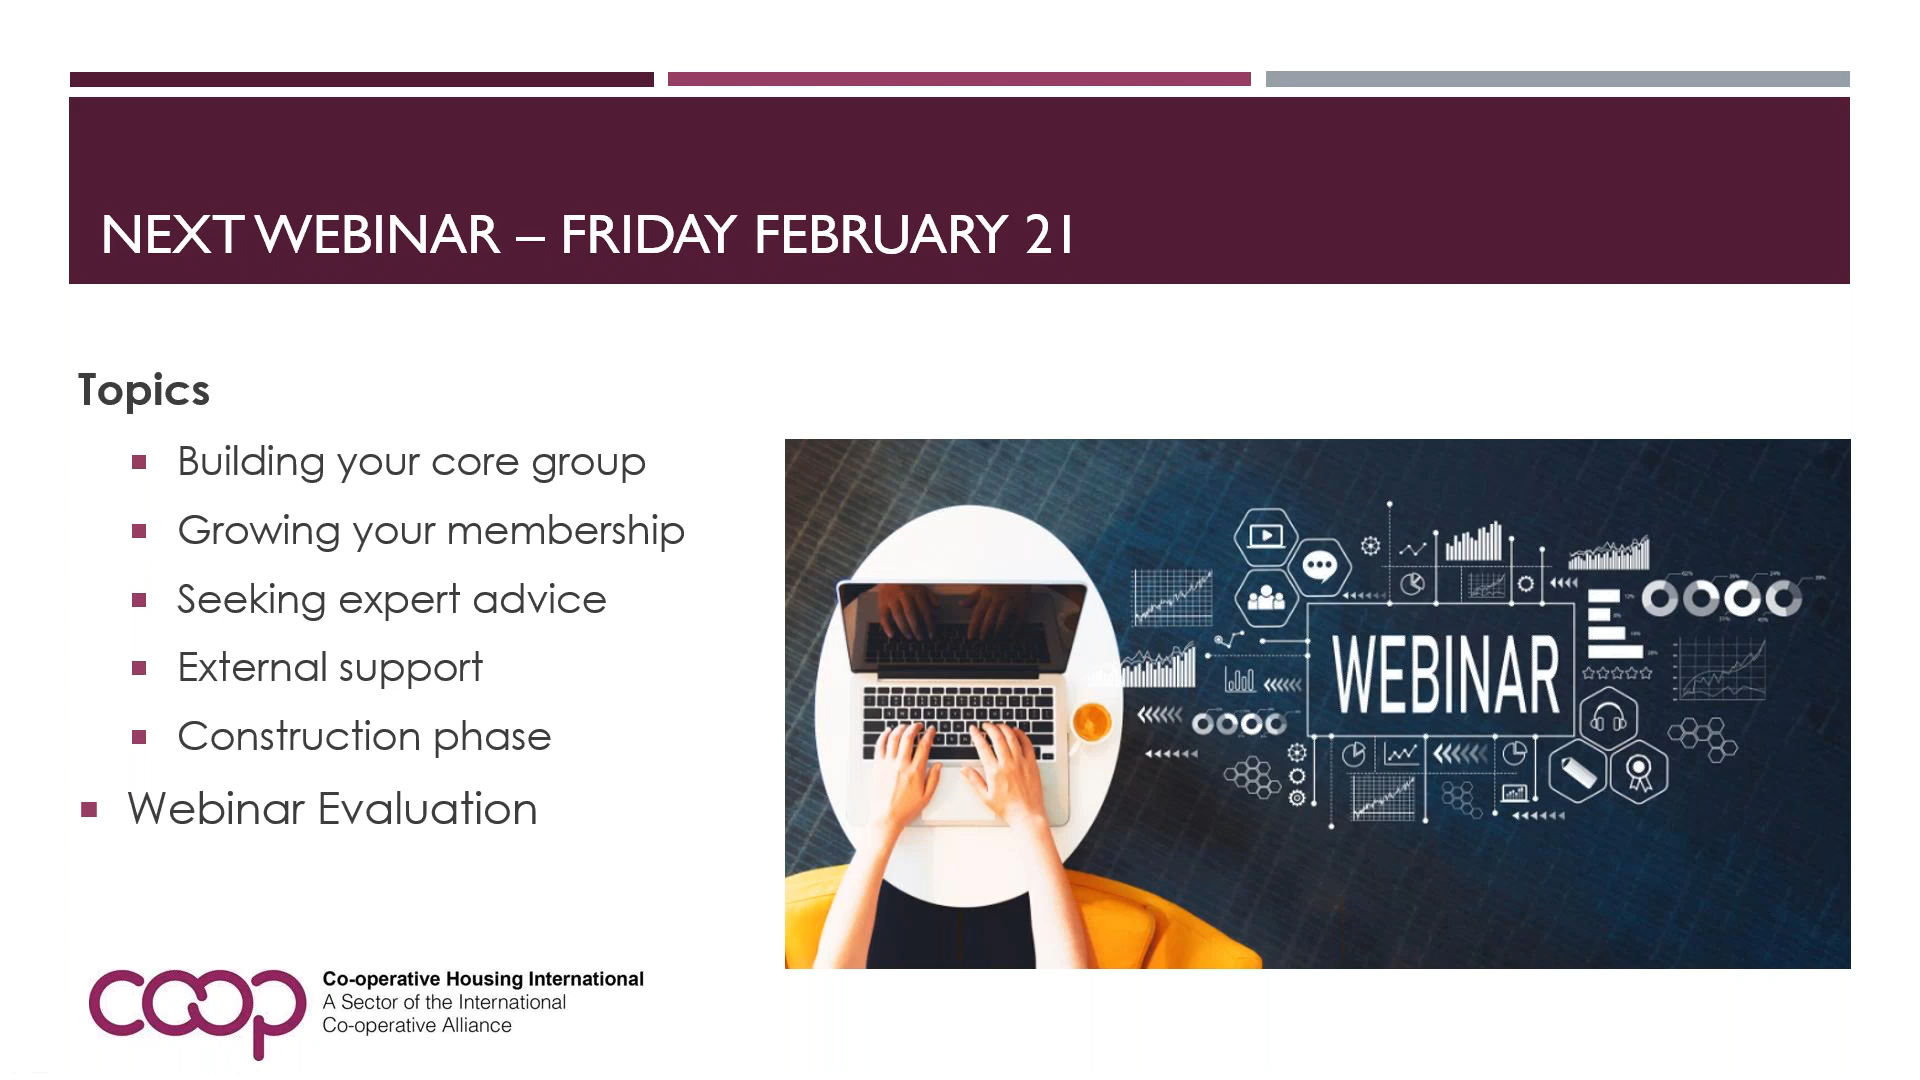 NEXT WEBINAR – FRIDAY FEBRUARY 21
Topics
Building your core group
Growing your membership
Seeking expert advice
External support
Construction phase
Webinar Evaluation
WEBINAR
coop
Co-operative Housing International
A Sector of the International
Co-operative Alliance